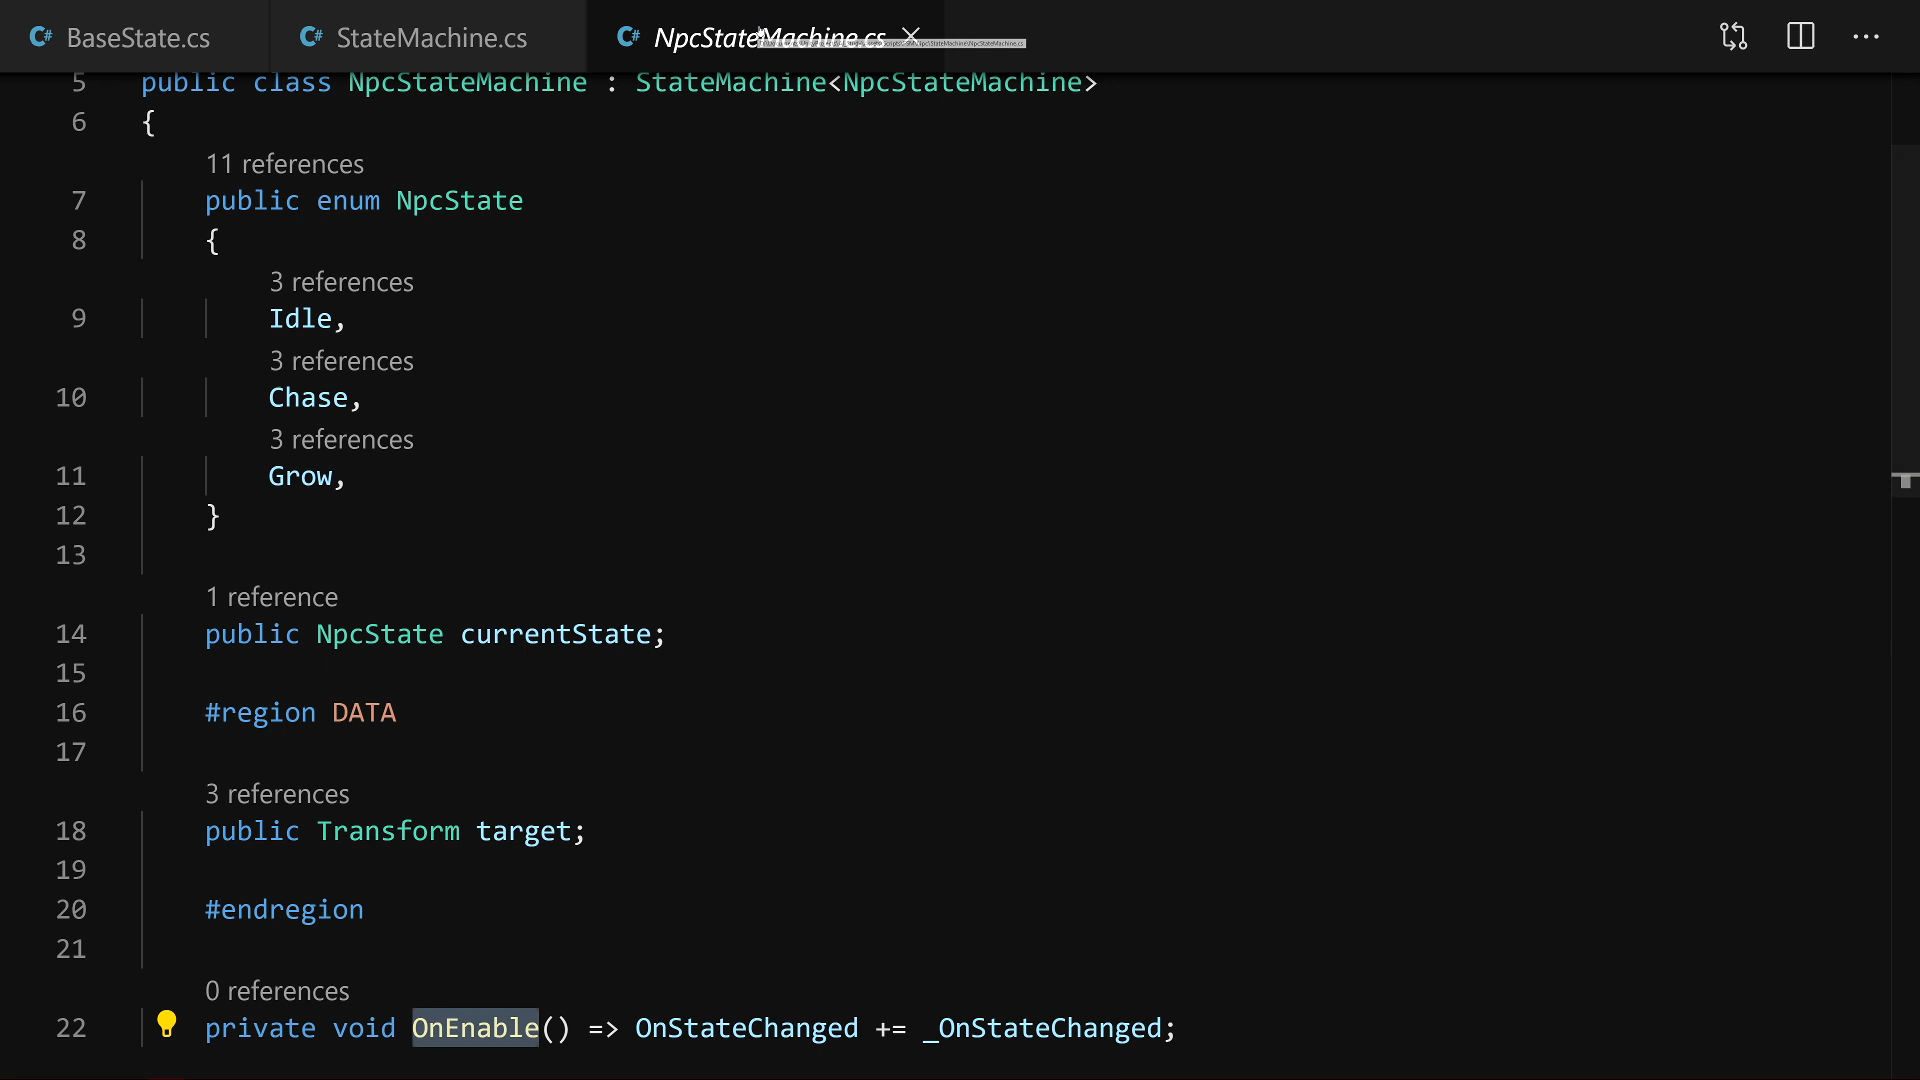 BaseState.cs StateMachine.cs NpcStateMachine.cs
5 public class NpcStateMachine : StateMachine<NpcStateMachine>
6 {
11 references
7 public enum NpcState
8 {
3 references
9 Idle,
3 references
10 Chase,
3 references
11 Grow,
12 }
13
1 reference
14 public NpcState currentState;
15
16 #region DATA
17
3 references
18 public Transform target;
19
20 #endregion
21
0 references
22 private void OnEnable() => OnStateChanged += _OnStateChanged;